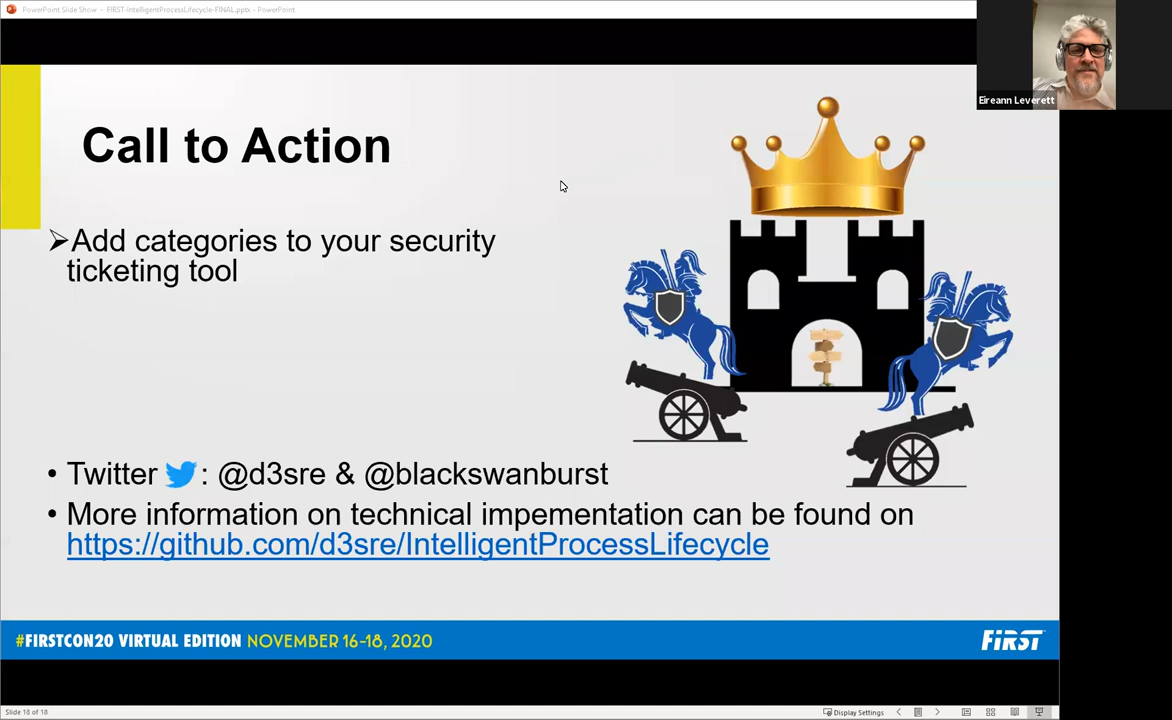 PowerPoint Slide Show - FIRST-IntelligentProcessLifecycle-FINAL.pptx - PowerPoint
Eireann Leverett
Call to Action
➢Add categories to your security
ticketing tool
• Twitter : @d3sre & @blackswanburst
• More information on technical impementation can be found on
https://github.com/d3sre/IntelligentProcessLifecycle
#FIRSTCON20 VIRTUAL EDITION NOVEMBER 16-18, 2020
FIRST
Slide 18 of 18
Display Settings